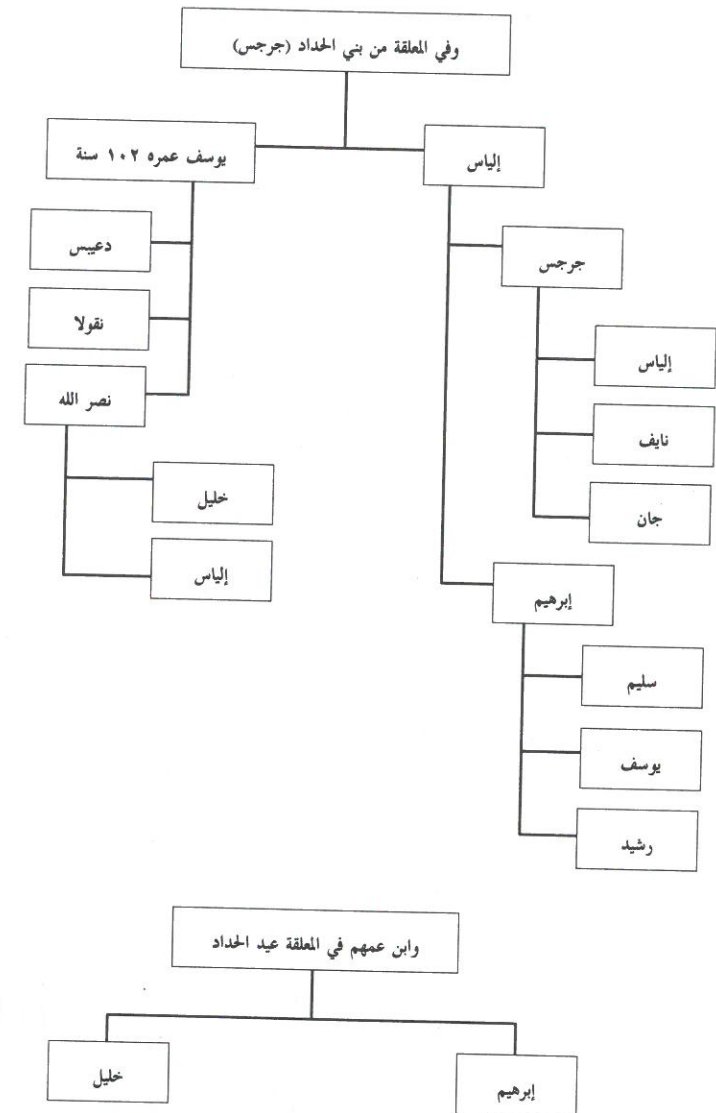 وفي المعلقة من بني الحداد (جرجس)
إلياس
يوسف عمره ١٠٢ سنة
جرجس
إلياس
نايف
جان
إبرهيم
سليم
يوسف
رشيد
دعيبس
نقولا
نصر الله
خليل
إلياس
وابن عمهم في المعلقة عيد الحداد
إبرهيم
خليل